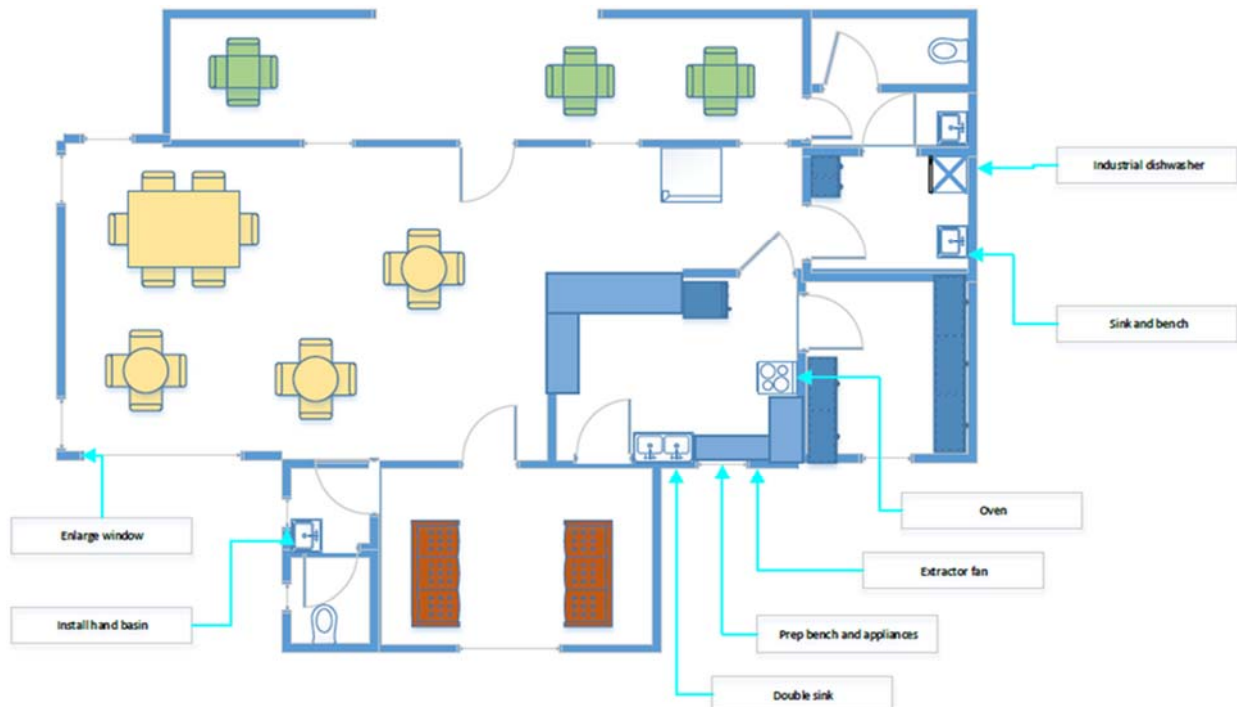 Industrial dishwasher
Sink and bench
Oven
Enlarge window
Extractor fan
Install hand basin
Prep bench and appliances
Double sink